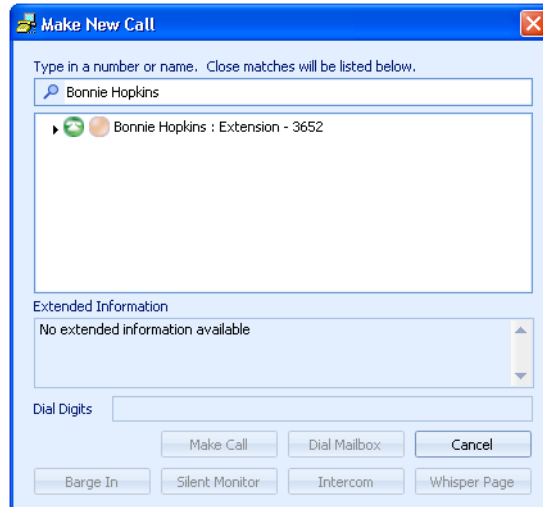 Make New Call
Type in a number or name. Close matches will be listed below.
Bonnie Hopkins
Bonnie Hopkins : Extension - 3652
Extended Information
No extended information available
Dial Digits
Make Call Dial Mailbox Cancel
Barge In Silent Monitor Intercom Whisper Page